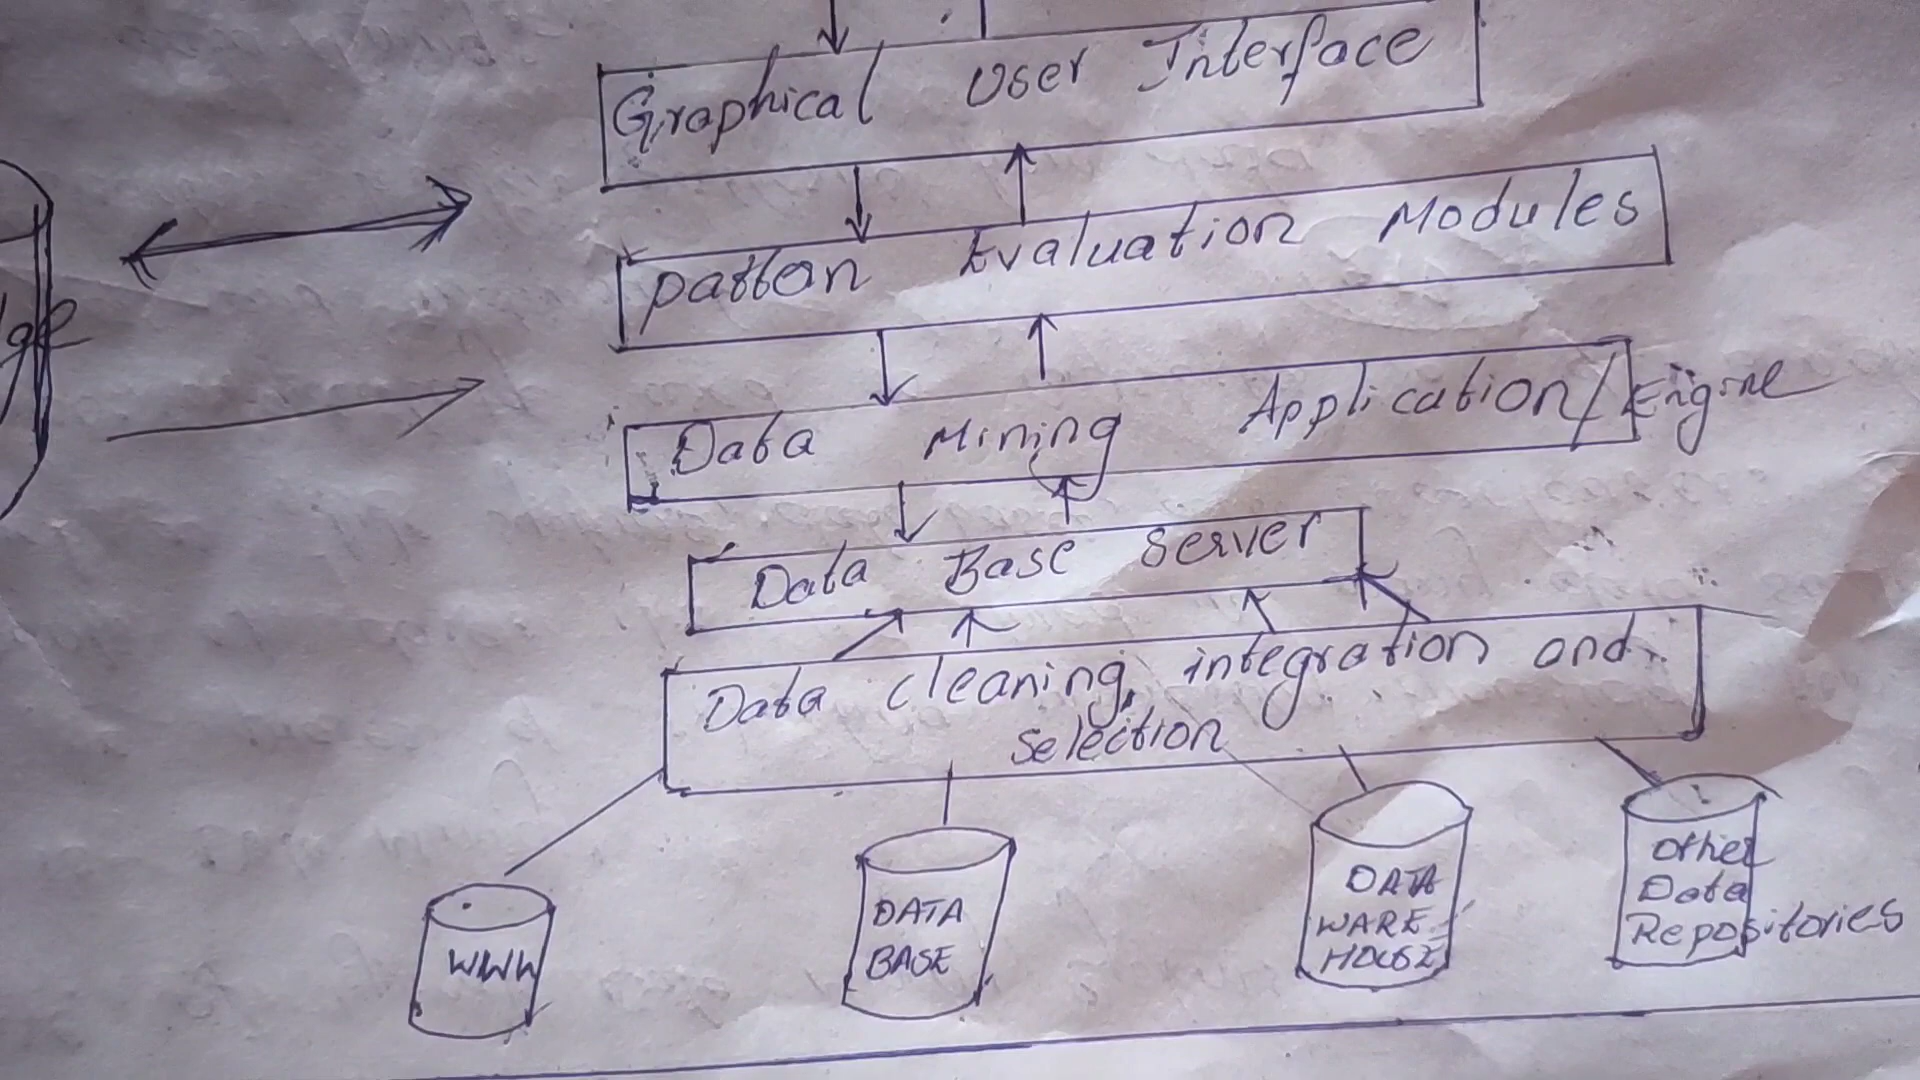 Graphical User Interface
patton Evaluation Modules
Data Mining Application/Engine
Data Base Server
Data cleaning, integration and
Selection
WWW
DATA
BASE
DATA
WARE
HOUSE
Other
Data
Repositories